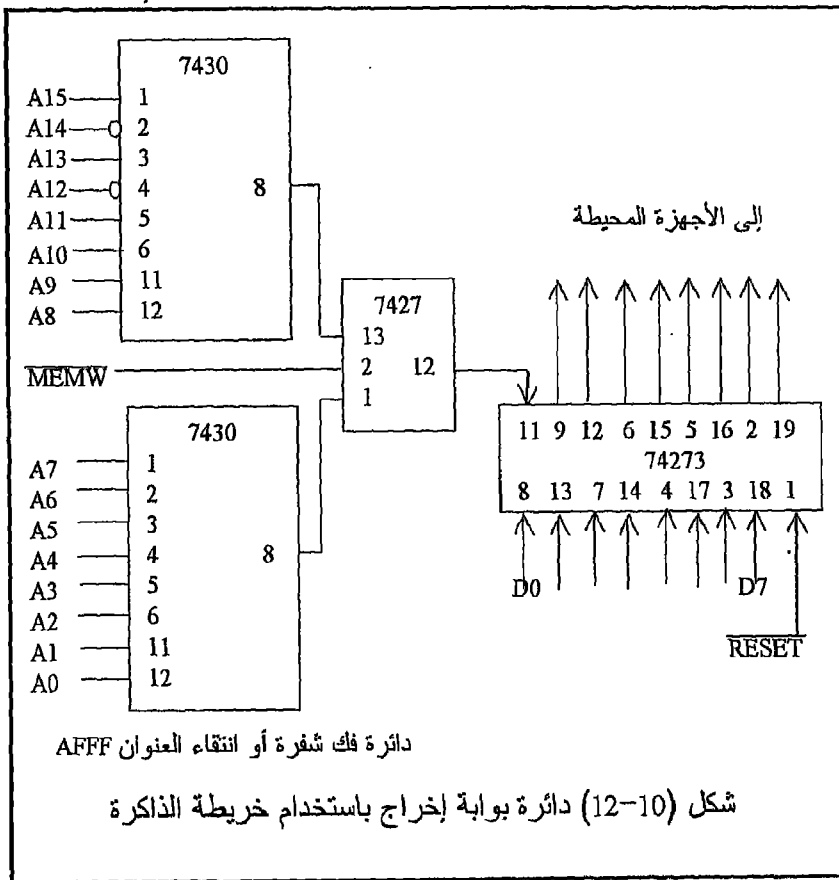 7430
A15 1
A14 2
A13 3
A12 4 8
A11 5
A10 6
A9 11
A8 12
إلى الأجهزة المحيطة
7427
13
MEMW 2 12
1
7430
A7 1
A6 2
A5 3
A4 4 8
A3 5
A2 6
A1 11
A0 12
11 9 12 6 15 5 16 2 19
74273
8 13 7 14 4 17 3 18 1
D0 D7
RESET
دائرة فك شفرة أو انتقاء العنوان AFFF
شكل (10-12) دائرة بوابة إخراج باستخدام خريطة الذاكرة